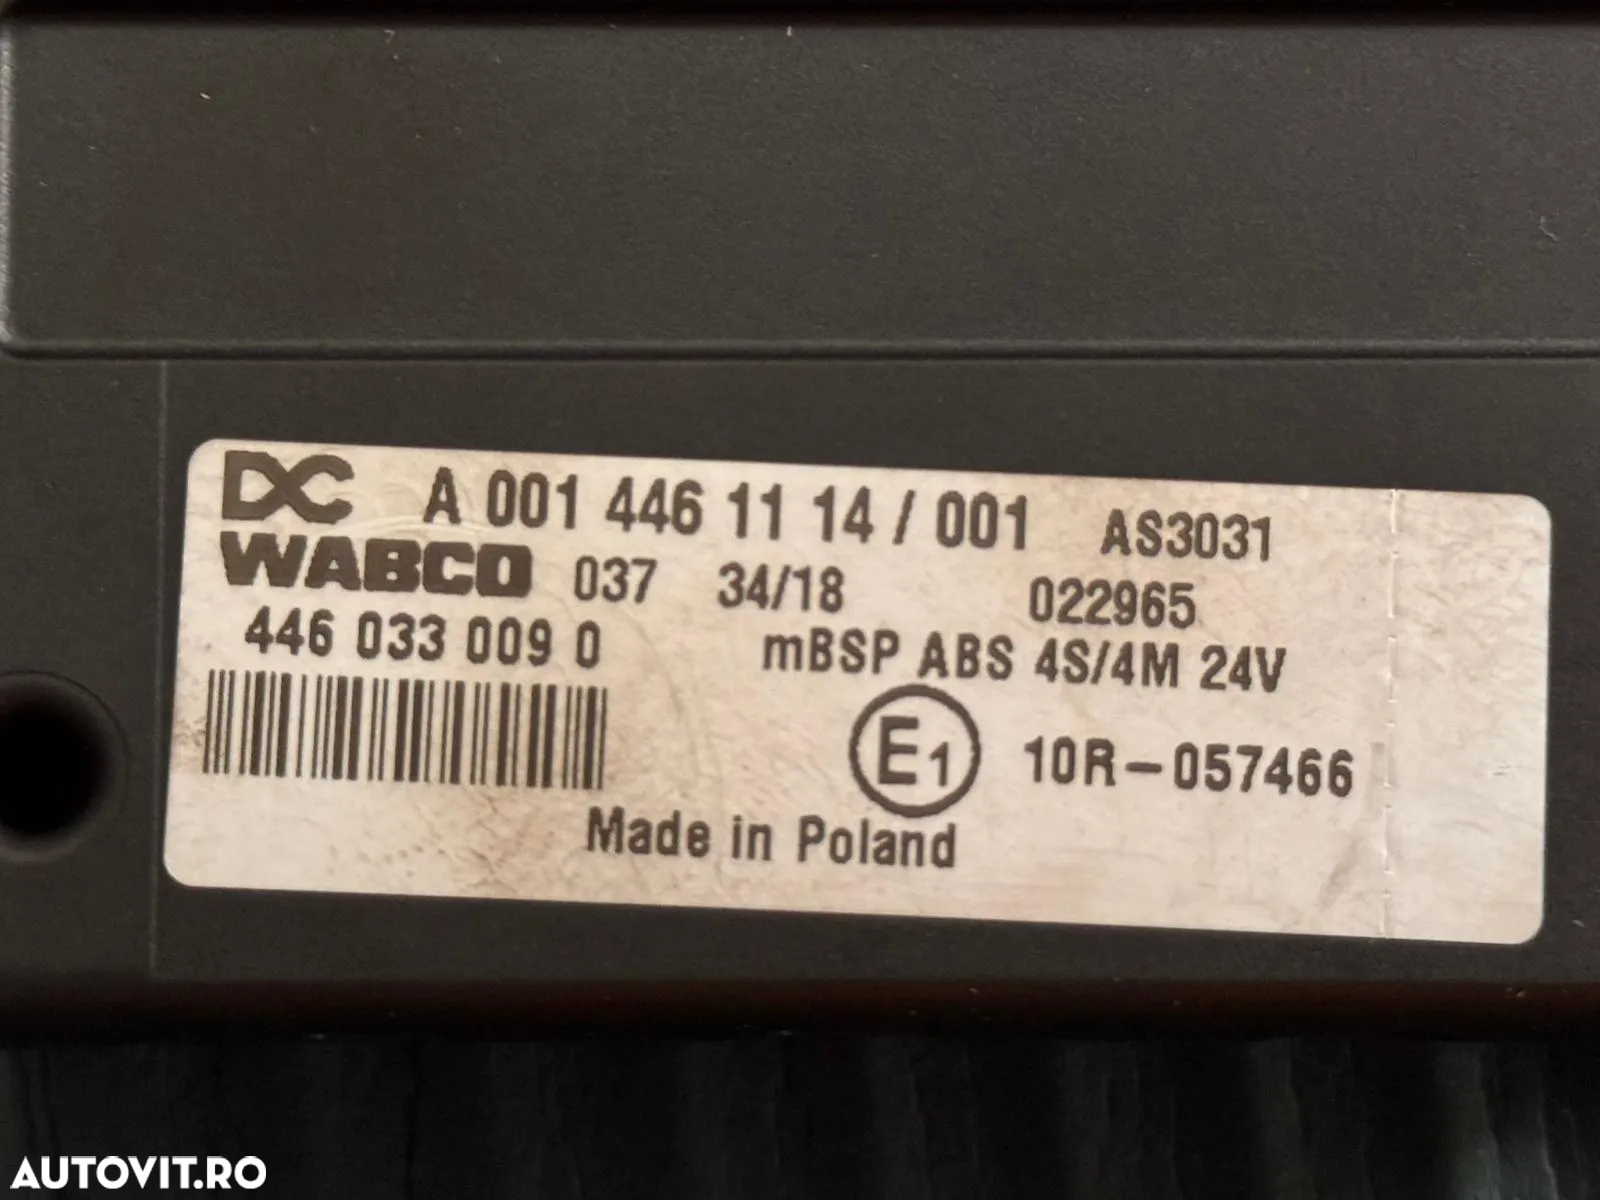 DC A 001 446 11 14 / 001 AS3031
WABCO 037 34/18 022965
446 033 009 0 mBSP ABS 4S/4M 24V
E1 10R-057466
Made in Poland
AUTOVIT.RO